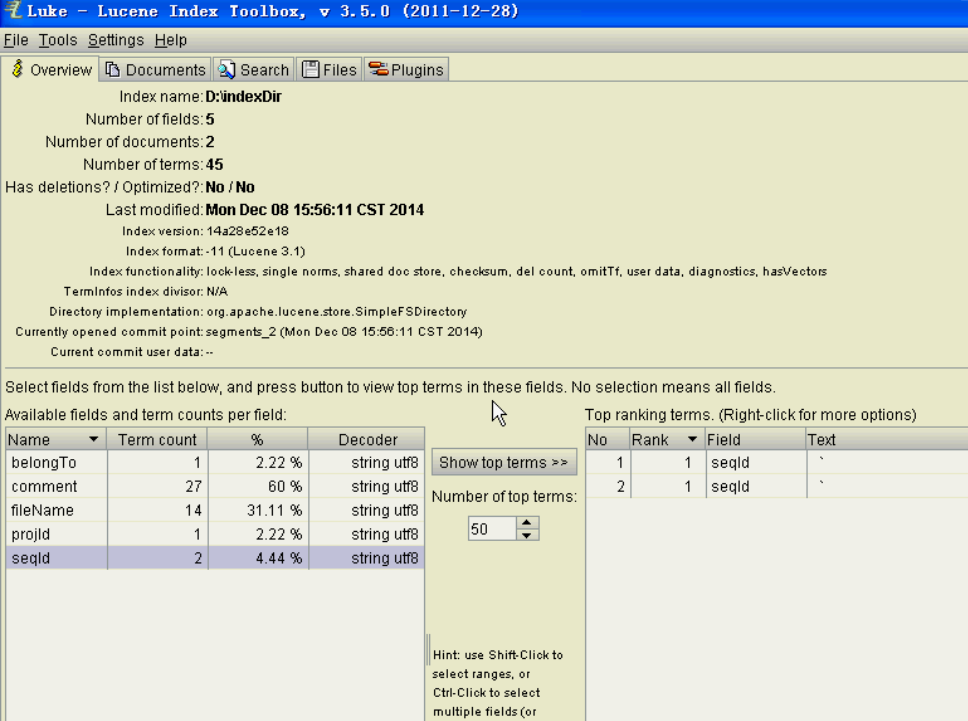 Luke - Lucene Index Toolbox, v 3.5.0 (2011-12-28)
File Tools Settings Help
Overview Documents Search Files Plugins
Index name: D:\indexDir
Number of fields: 5
Number of documents: 2
Number of terms: 45
Has deletions? / Optimized?: No / No
Last modified: Mon Dec 08 15:56:11 CST 2014
Index version: 14a28e52e18
Index format: -11 (Lucene 3.1)
Index functionality: lock-less, single norms, shared doc store, checksum, del count, omitTf, user data, diagnostics, hasVectors
TermInfos index divisor: N/A
Directory implementation: org.apache.lucene.store.SimpleFSDirectory
Currently opened commit point: segments_2 (Mon Dec 08 15:56:11 CST 2014)
Current commit user data: --
Select fields from the list below, and press button to view top terms in these fields. No selection means all fields.
Available fields and term counts per field:
Name Term count % Decoder
belongTo 1 2.22 % string utf8
comment 27 60 % string utf8
fileName 14 31.11 % string utf8
projId 1 2.22 % string utf8
seqId 2 4.44 % string utf8
Show top terms >>
Number of top terms:
50
Hint: use Shift-Click to
select ranges, or
Ctrl-Click to select
multiple fields (or
Top ranking terms. (Right-click for more options)
No Rank Field Text
1 1 seqId `
2 1 seqId `